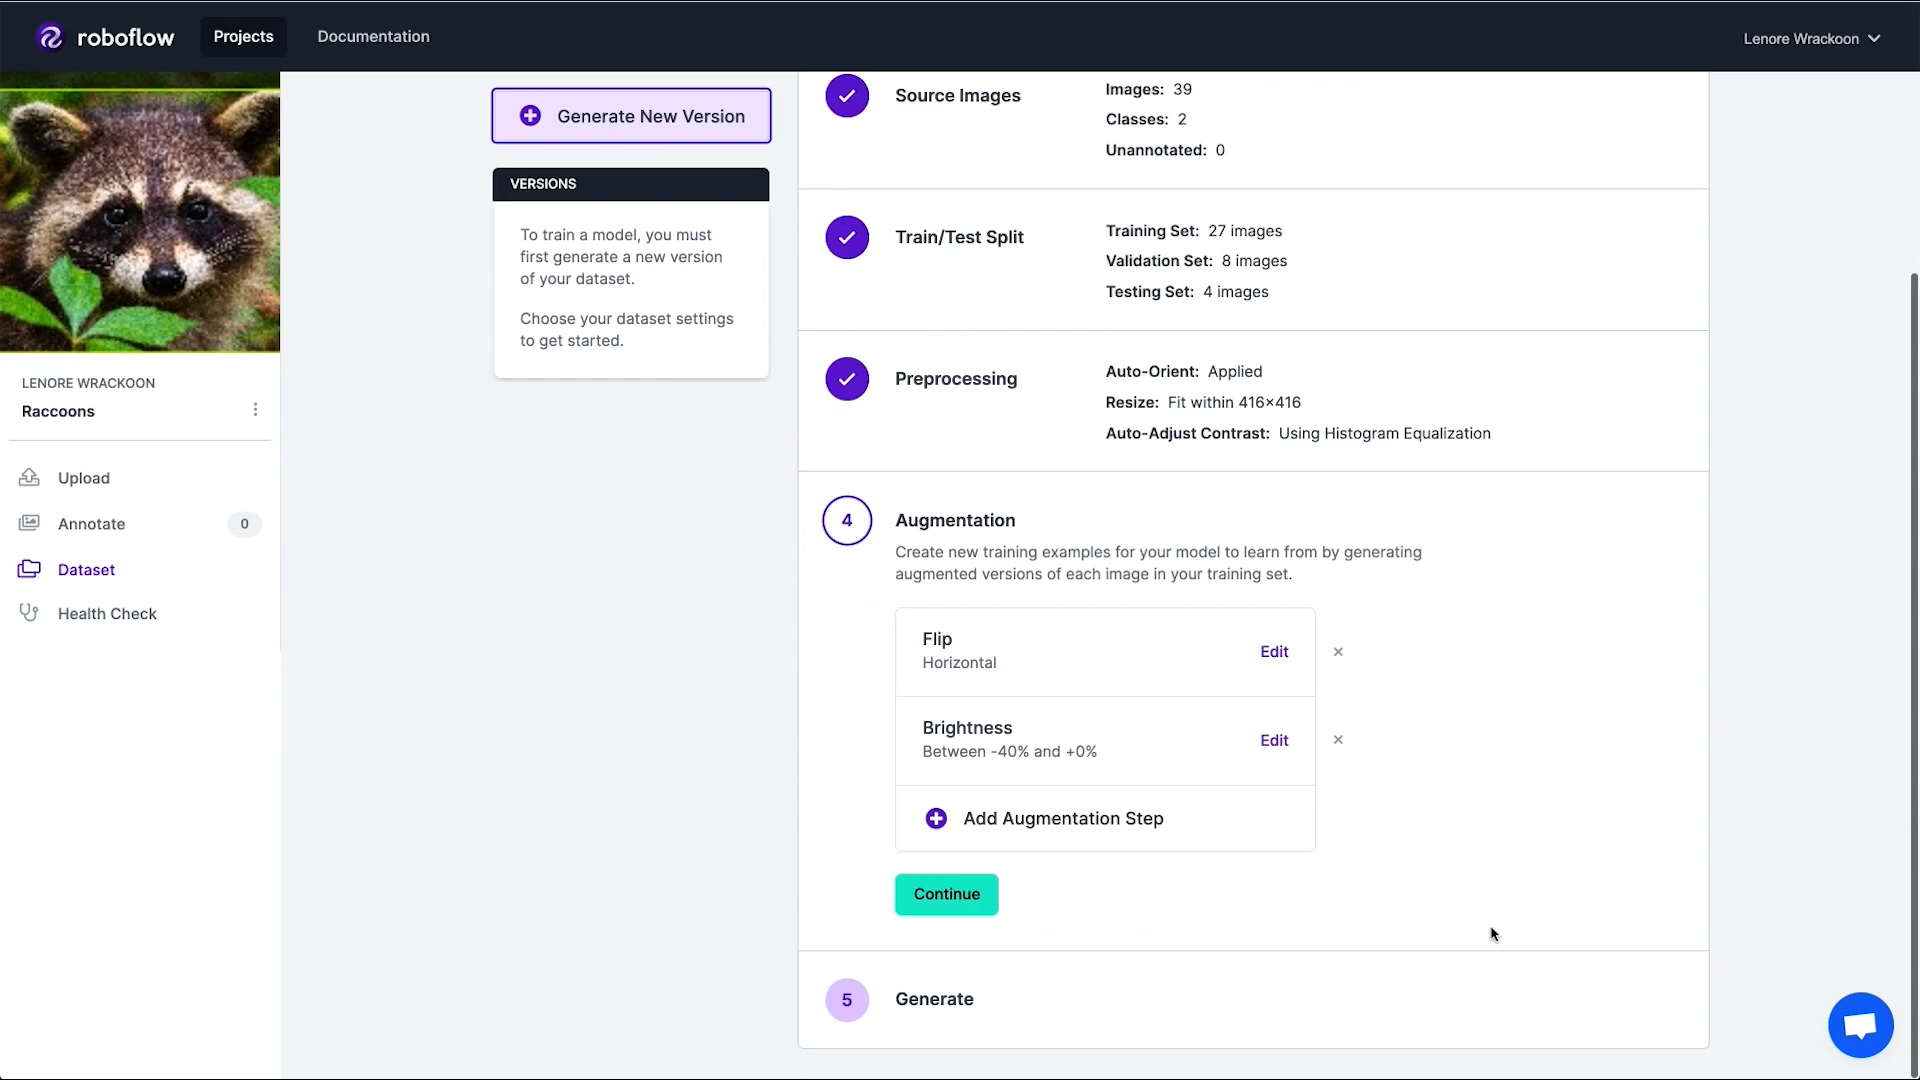 roboflow
Projects
Documentation
Lenore Wrackoon
LENORE WRACKOON
Raccoons
Upload
Annotate
0
Dataset
Health Check
Generate New Version
VERSIONS
To train a model, you must
first generate a new version
of your dataset.
Choose your dataset settings
to get started.
Source Images
Images: 39
Classes: 2
Unannotated: 0
Train/Test Split
Training Set: 27 images
Validation Set: 8 images
Testing Set: 4 images
Preprocessing
Auto-Orient: Applied
Resize: Fit within 416×416
Auto-Adjust Contrast: Using Histogram Equalization
4
Augmentation
Create new training examples for your model to learn from by generating
augmented versions of each image in your training set.
Flip
Horizontal
Edit
×
Brightness
Between -40% and +0%
Edit
×
Add Augmentation Step
Continue
5
Generate